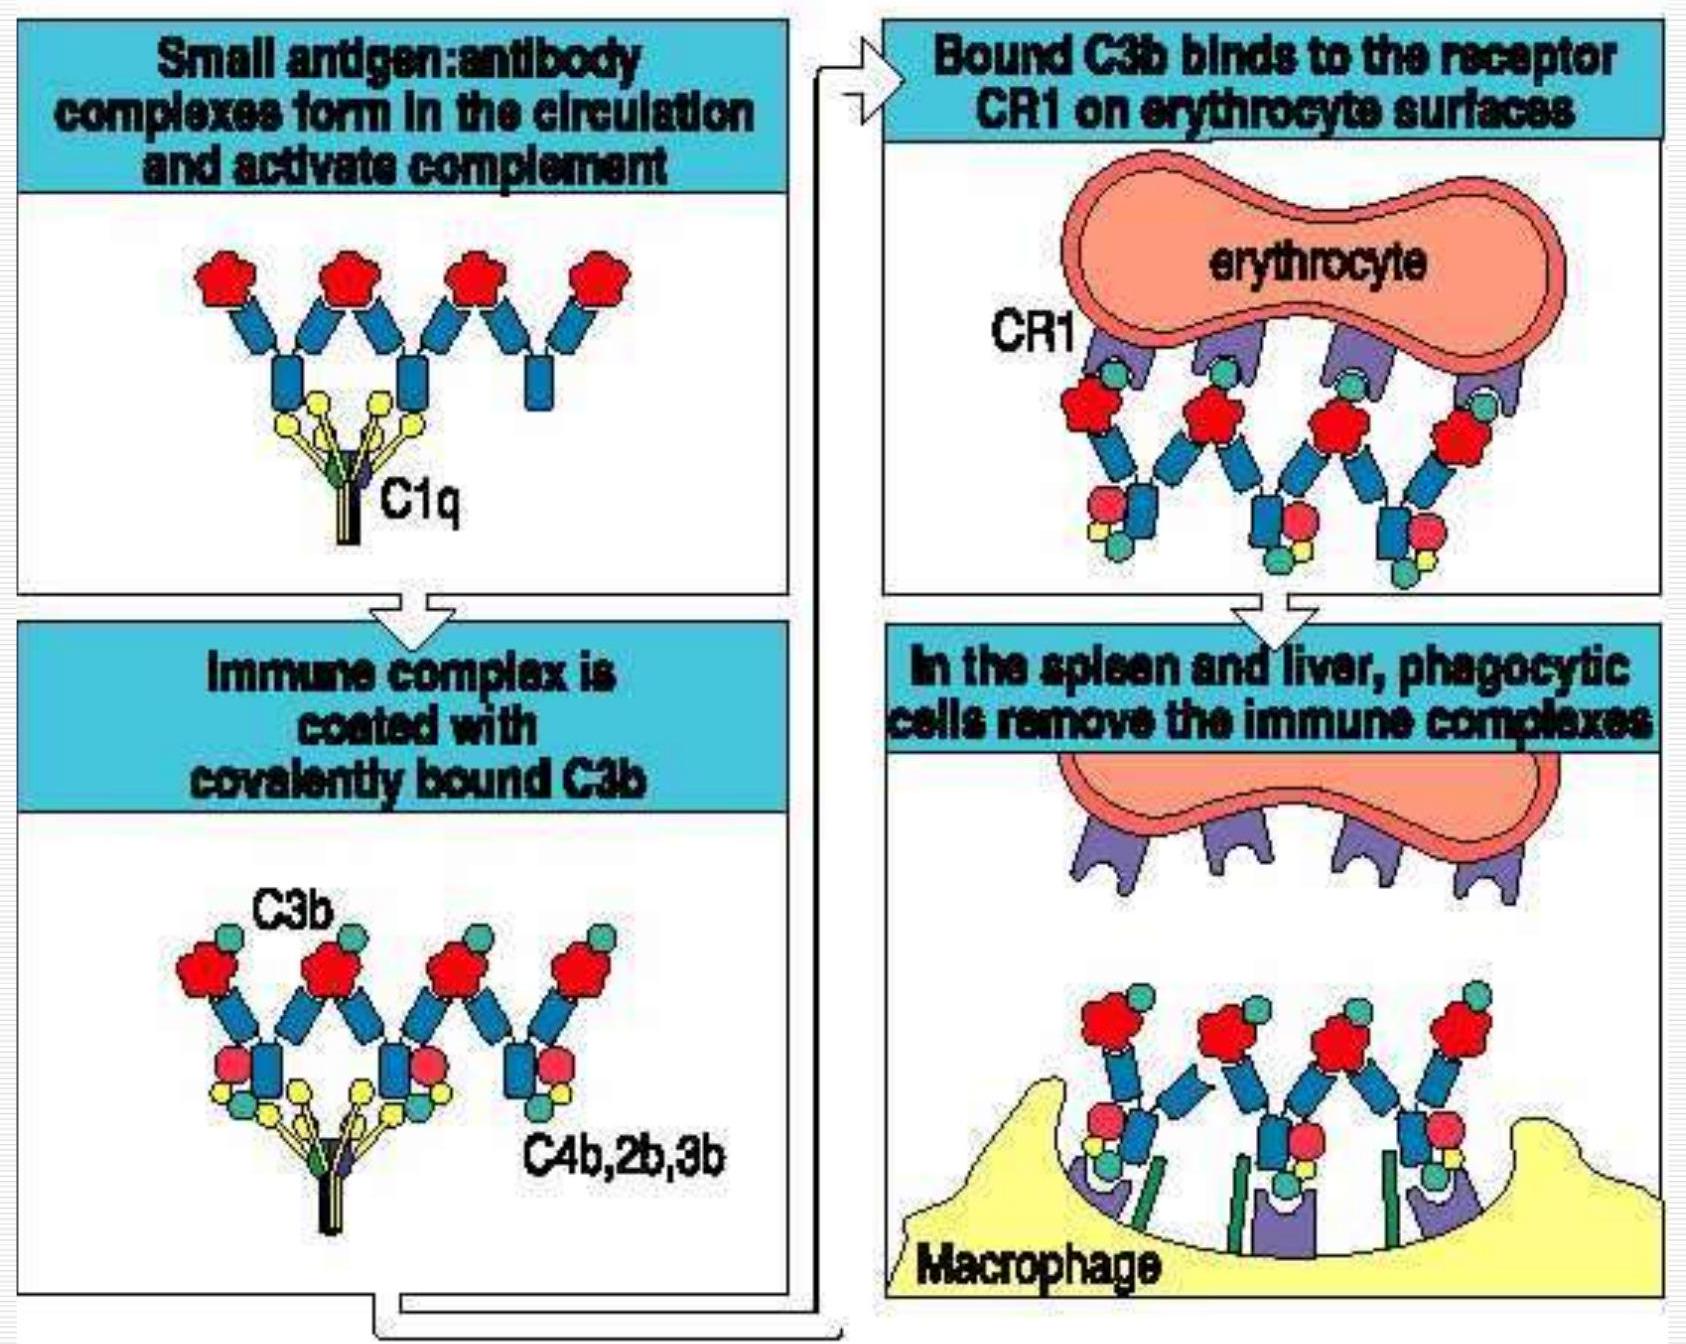 Small antigen:antibody
complexes form in the circulation
and activate complement
C1q
Immune complex is
coated with
covalently bound C3b
C3b
C4b,2b,3b
Bound C3b binds to the receptor
CR1 on erythrocyte surfaces
erythrocyte
CR1
In the spleen and liver, phagocytic
cells remove the immune complexes
Macrophage